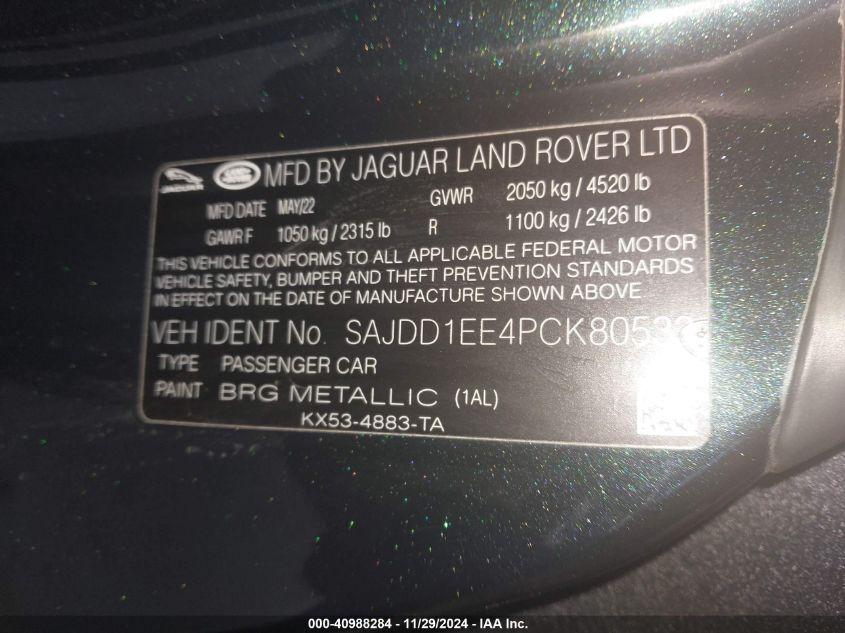 JAGUAR LAND ROVER MFD BY JAGUAR LAND ROVER LTD
MFD DATE MAY/22 GVWR 2050 kg / 4520 lb
GAWR F 1050 kg / 2315 lb R 1100 kg / 2426 lb
THIS VEHICLE CONFORMS TO ALL APPLICABLE FEDERAL MOTOR
VEHICLE SAFETY, BUMPER AND THEFT PREVENTION STANDARDS
IN EFFECT ON THE DATE OF MANUFACTURE SHOWN ABOVE
VEH IDENT No.
TYPE PASSENGER CAR
PAINT BRG METALLIC (1AL)
KX53-4883-TA
000-40988284 - 11/29/2024 - IAA Inc.